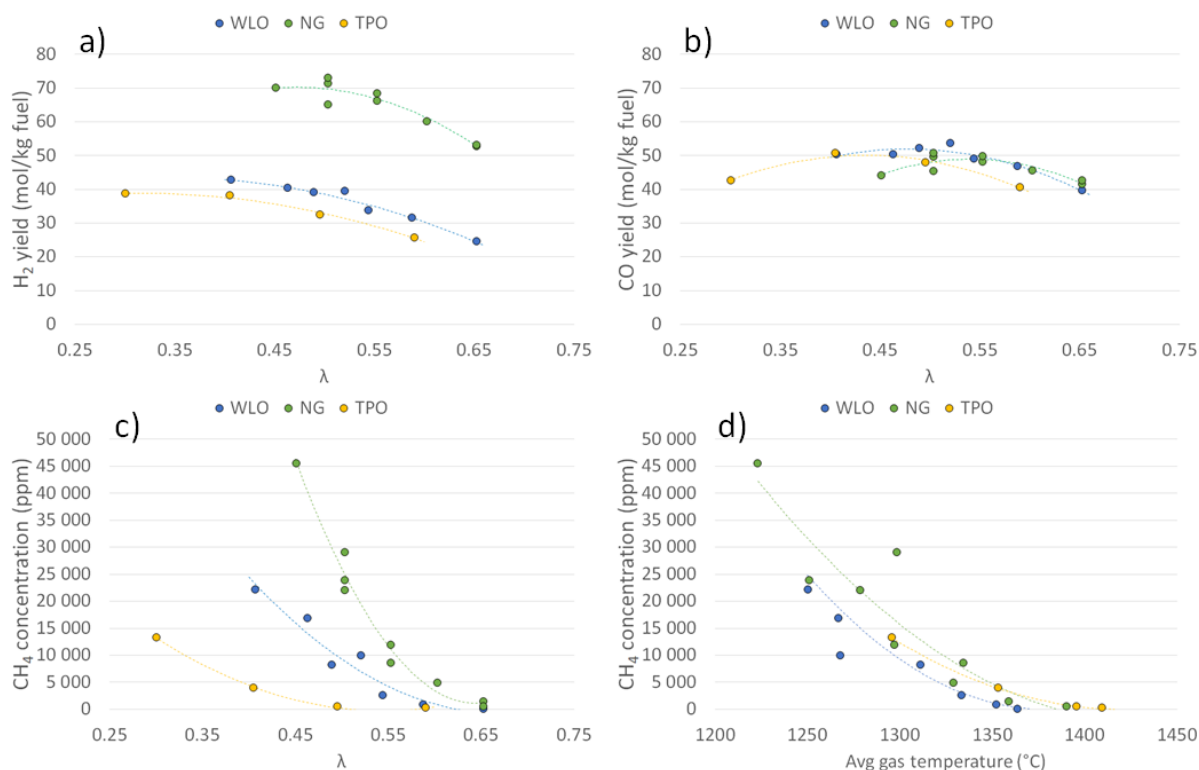 WLO NG TPO
a)
80
70
60
50
40
30
20
10
0
H2 yield (mol/kg fuel)
0.25 0.35 0.45 0.55 0.65 0.75
λ
WLO NG TPO
b)
80
70
60
50
40
30
20
10
0
CO yield (mol/kg fuel)
0.25 0.35 0.45 0.55 0.65 0.75
λ
WLO NG TPO
c)
50 000
45 000
40 000
35 000
30 000
25 000
20 000
15 000
10 000
5 000
0
CH4 concentration (ppm)
0.25 0.35 0.45 0.55 0.65 0.75
λ
WLO NG TPO
d)
50 000
45 000
40 000
35 000
30 000
25 000
20 000
15 000
10 000
5 000
0
CH4 concentration (ppm)
1200 1250 1300 1350 1400 1450
Avg gas temperature (°C)